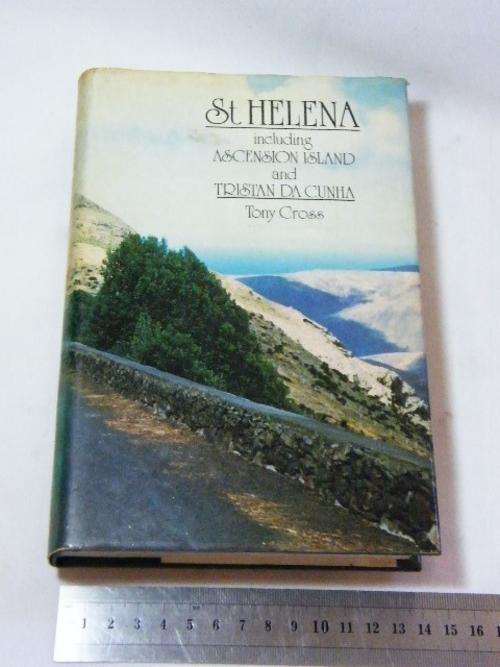 St HELENA
including
ASCENSION ISLAND
and
TRISTAN DA CUNHA
Tony Cross
1 2 3 4 5 6 7 8 9 10 11 12 13 14 15 16